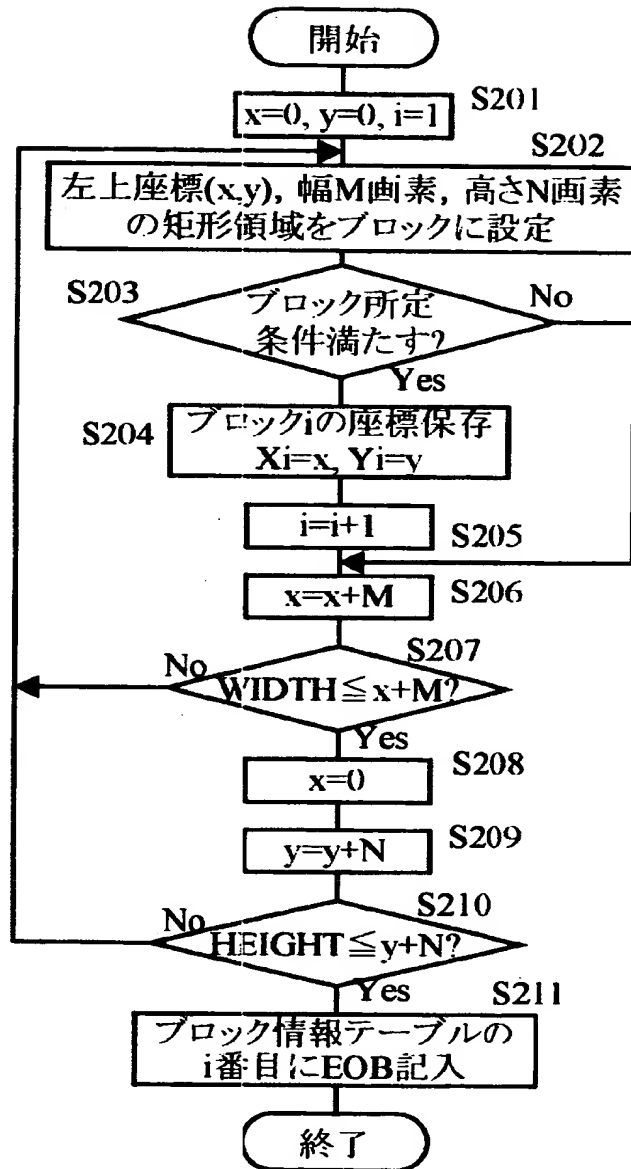 開始
x=0, y=0, i=1
S201
S202
左上座標(x,y), 幅M画素, 高さN画素
の矩形領域をブロックに設定
S203
ブロック所定
条件満たす?
No
Yes
S204
ブロックiの座標保存
Xi=x, Yi=y
i=i+1
S205
x=x+M
S206
S207
No
WIDTH≦x+M?
Yes
x=0
S208
y=y+N
S209
S210
No
HEIGHT≦y+N?
Yes
S211
ブロック情報テーブルの
i番目にEOB記入
終了